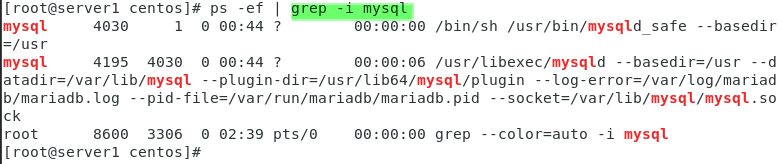 [root@server1 centos]# ps -ef | grep -i mysql
mysql     4030     1  0 00:44 ?        00:00:00 /bin/sh /usr/bin/mysqld_safe --basedir
=/usr
mysql     4195  4030  0 00:44 ?        00:00:06 /usr/libexec/mysqld --basedir=/usr --d
atadir=/var/lib/mysql --plugin-dir=/usr/lib64/mysql/plugin --log-error=/var/log/mariad
b/mariadb.log --pid-file=/var/run/mariadb/mariadb.pid --socket=/var/lib/mysql/mysql.so
ck
root      8600  3306  0 02:39 pts/0    00:00:00 grep --color=auto -i mysql
[root@server1 centos]#